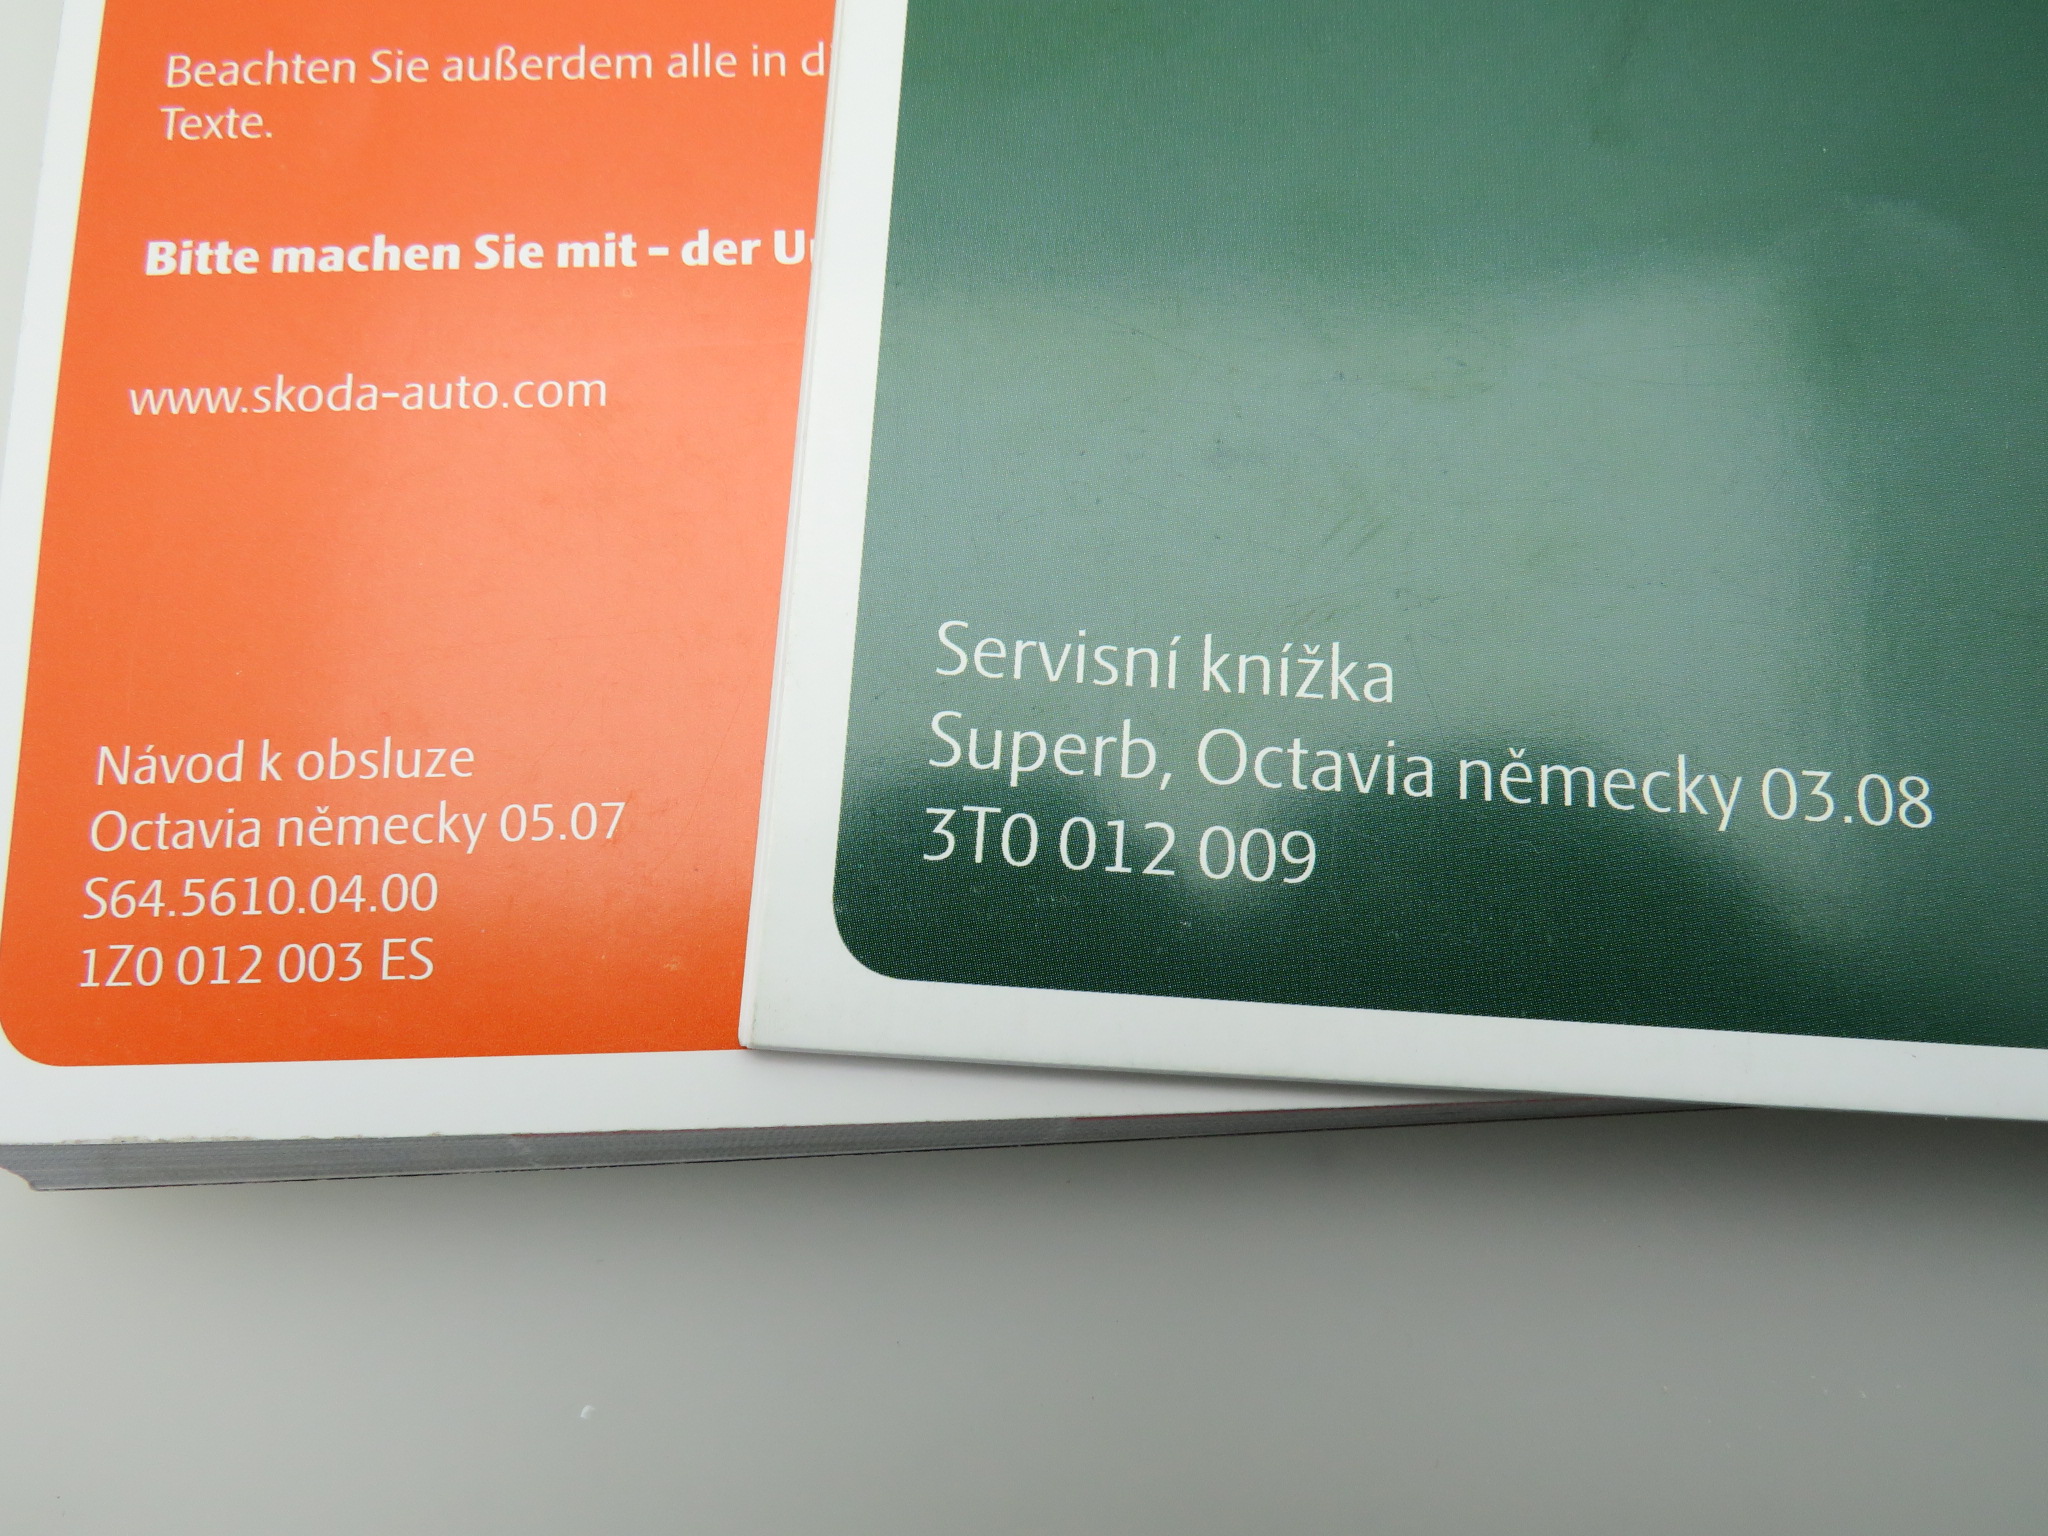 Beachten Sie außerdem alle in
Texte.
Bitte machen Sie mit – der
www.skoda-auto.com
Návod k obsluze
Octavia německy 05.07
S64.5610.04.00
1Z0 012 003 ES
Servisní knížka
Superb, Octavia německy 03.08
3T0 012 009